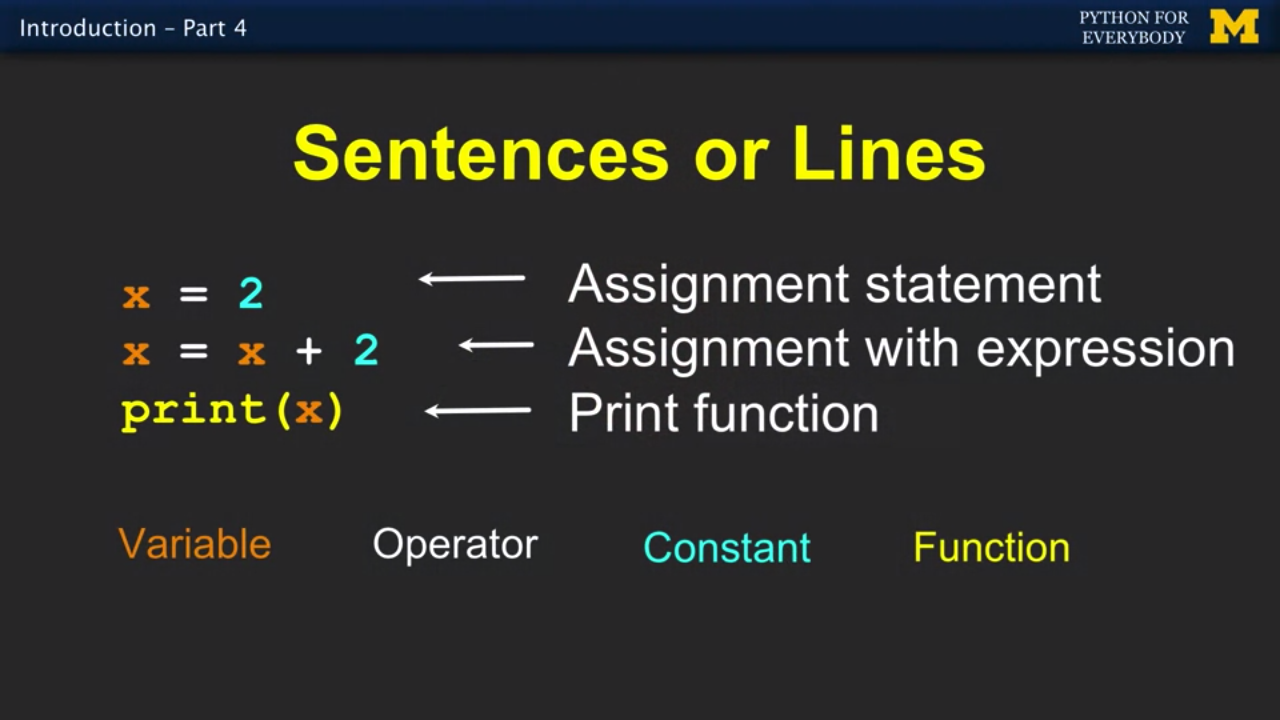 Introduction – Part 4
PYTHON FOR
EVERYBODY
M
Sentences or Lines
x = 2
Assignment statement
x = x + 2
Assignment with expression
print(x)
Print function
Variable Operator Constant Function